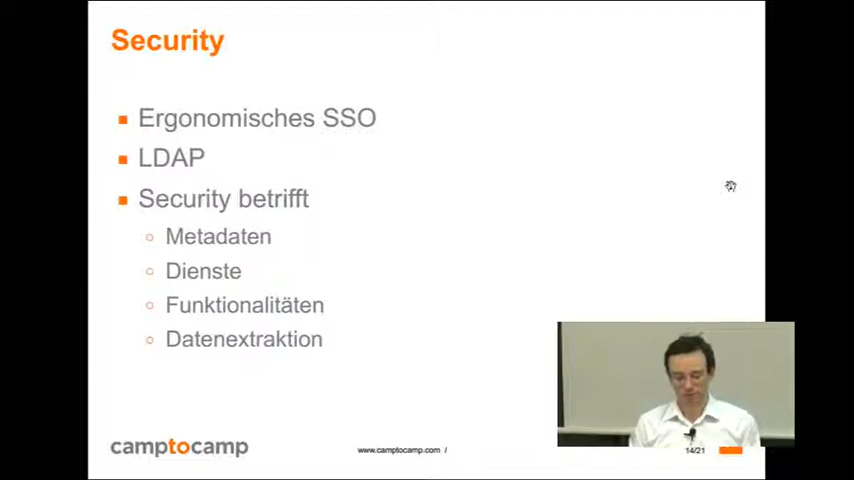 Security
Ergonomisches SSO
LDAP
Security betrifft
Metadaten
Dienste
Funktionalitäten
Datenextraktion
camptocamp
www.camptocamp.com /
14/21